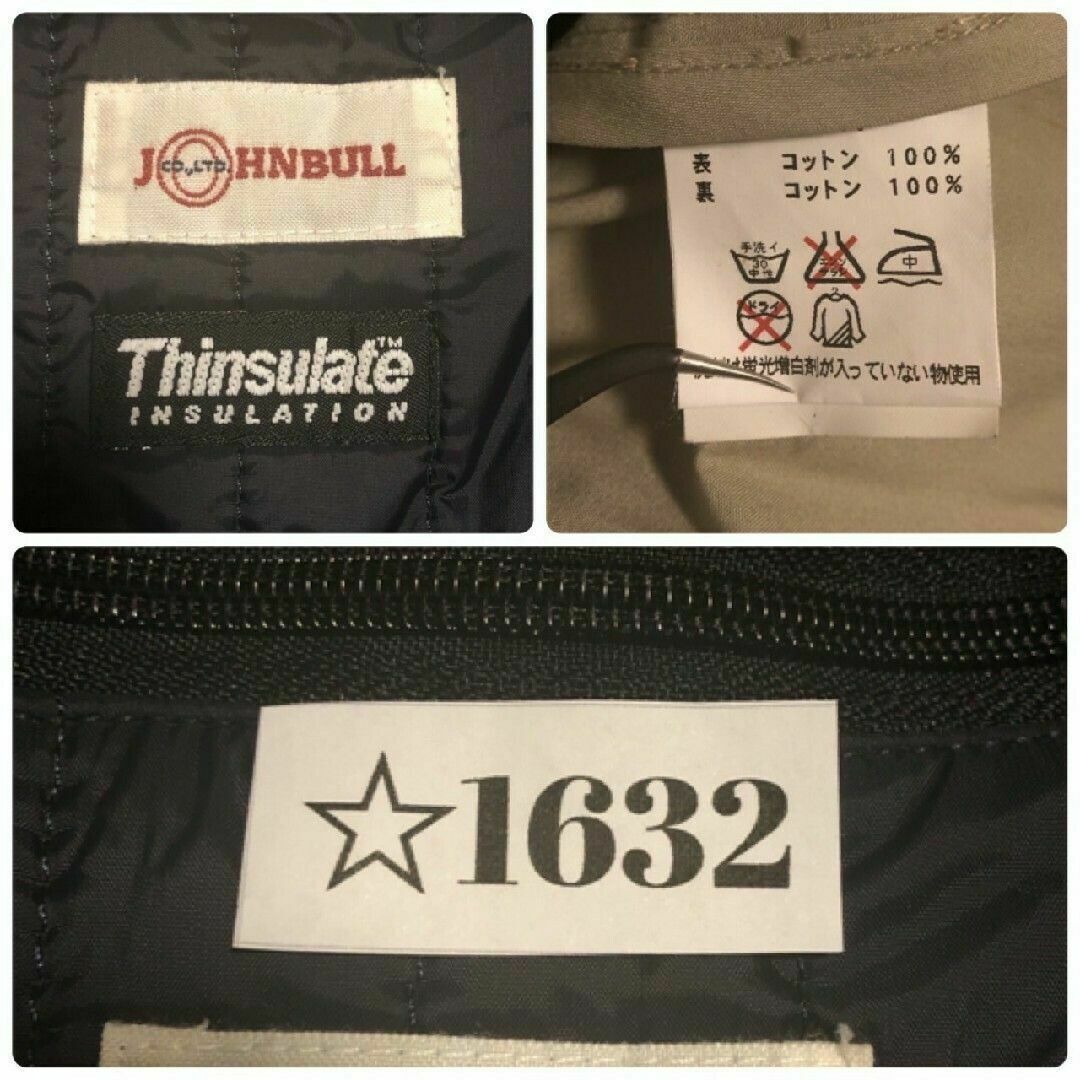 JOHNBULL
CO.,LTD.
Thinsulate™
INSULATION
表 コットン 100%
裏 コットン 100%
手洗イ
30
中性
中
ドライ
蛍光増白剤が入っていない物使用
☆1632